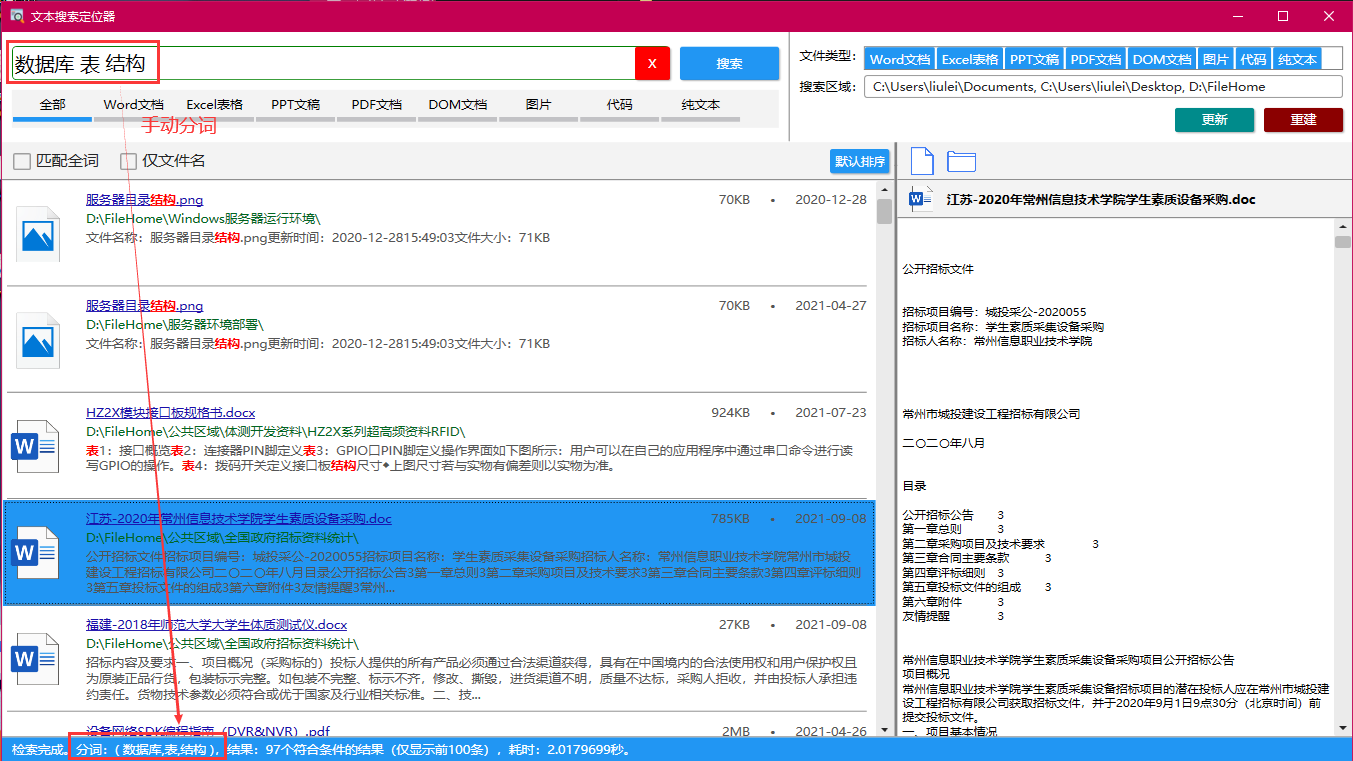 文本搜索定位器
数据库 表 结构
X
搜索
全部 Word文档 Excel表格 PPT文稿 PDF文档 DOM文档 图片 代码 纯文本
手动分词
文件类型： Word文档 Excel表格 PPT文稿 PDF文档 DOM文档 图片 代码 纯文本
搜索区域： C:\Users\liulei\Documents, C:\Users\liulei\Desktop, D:\FileHome
更新 重建
匹配全词 仅文件名 默认排序
服务器目录结构.png 70KB • 2020-12-28
D:\FileHome\Windows服务器运行环境\
文件名称：服务器目录结构.png更新时间：2020-12-2815:49:03文件大小：71KB
服务器目录结构.png 70KB • 2021-04-27
D:\FileHome\服务器环境部署\
文件名称：服务器目录结构.png更新时间：2020-12-2815:49:03文件大小：71KB
HZ2X模块接口板规格书.docx 924KB • 2021-07-23
D:\FileHome\公共区域\体测开发资料\HZ2X系列超高频资料RFID\
表1：接口概览表2：连接器PIN脚定义表3：GPIO口PIN脚定义操作界面如下图所示：用户可以在自己的应用程序中通过串口命令进行读
写GPIO的操作。表4：拨码开关定义接口板结构尺寸◆上图尺寸若与实物有偏差则以实物为准。
江苏-2020年常州信息技术学院学生素质设备采购.doc 785KB • 2021-09-08
D:\FileHome\公共区域\全国政府招标资料统计\
公开招标文件招标项目编号：城投采公-2020055招标项目名称：学生素质采集设备采购招标人名称：常州信息职业技术学院常州市城投
建设工程招标有限公司二〇二〇年八月目录公开招标公告3第一章总则3第二章采购项目及技术要求3第三章合同主要条款3第四章评标细则
3第五章投标文件的组成3第六章附件3友情提醒3常州...
福建-2018年师范大学大学生体质测试仪.docx 27KB • 2021-09-08
D:\FileHome\公共区域\全国政府招标资料统计\
招标内容及要求一、项目概况（采购标的）投标人提供的所有产品必须通过合法渠道获得，具有在中国境内的合法使用权和用户保护权且
为原装正品行货，包装标示完整。如包装不完整、标示不齐，修改、撕毁，进货渠道不明，质量不达标，采购人拒收，并由投标人承担违
约责任。货物技术参数必须符合或优于国家及行业相关标准。二、技...
设备网络SDK编程指南（DVR&NVR）.pdf 2MB • 2021-04-26
江苏-2020年常州信息技术学院学生素质设备采购.doc
公开招标文件
招标项目编号：城投采公-2020055
招标项目名称：学生素质采集设备采购
招标人名称：常州信息职业技术学院
常州市城投建设工程招标有限公司
二〇二〇年八月
目录
公开招标公告 3
第一章总则 3
第二章采购项目及技术要求 3
第三章合同主要条款 3
第四章评标细则 3
第五章投标文件的组成 3
第六章附件 3
友情提醒 3
常州信息职业技术学院学生素质采集设备采购项目公开招标公告
项目概况
常州信息职业技术学院学生素质采集设备招标项目的潜在投标人应在常州市城投建
设工程招标有限公司获取招标文件，并于2020年9月1日9点30分（北京时间）前
提交投标文件。
一、项目基本情况
检索完成。分词：( 数据库,表,结构 )，结果：97个符合条件的结果（仅显示前100条），耗时：2.0179699秒。